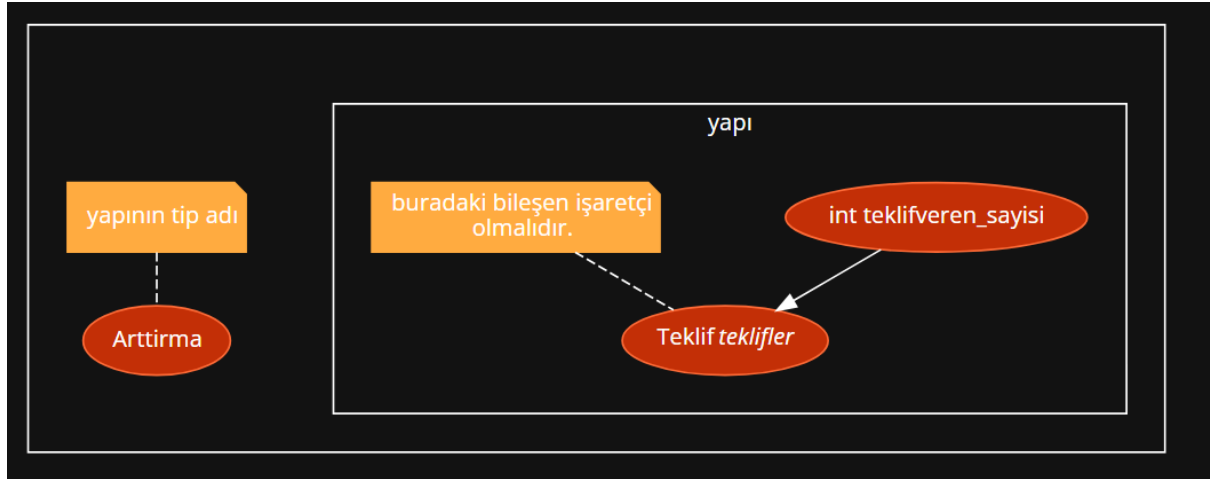 yapı
yapının tip adı
buradaki bileşen işaretçi
olmalıdır.
int teklifveren_sayisi
Arttirma
Teklif teklifler